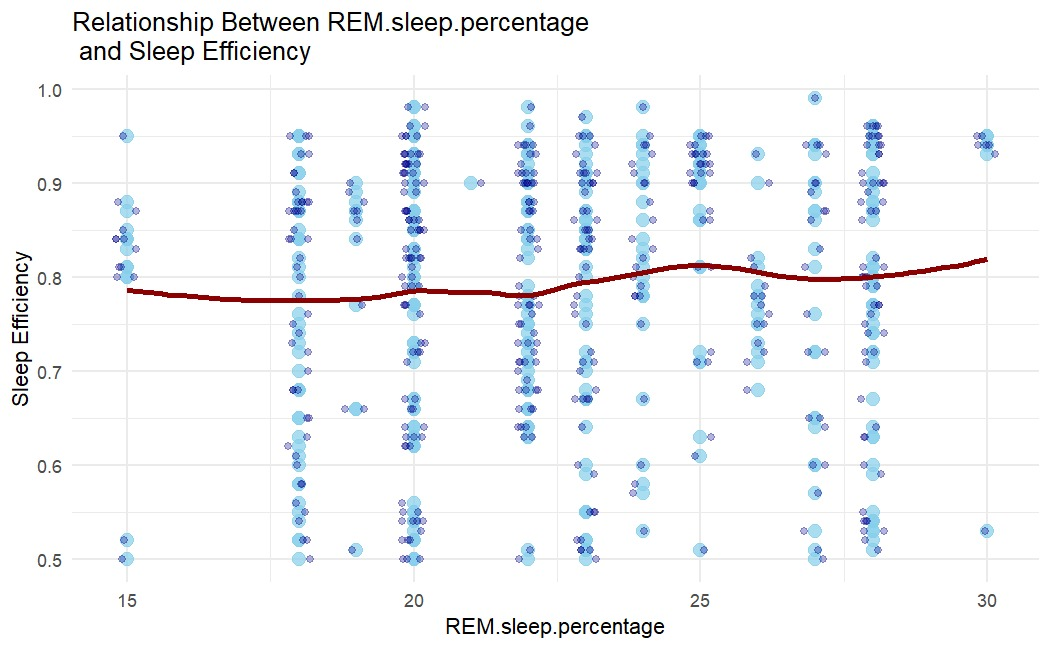 Relationship Between REM.sleep.percentage
and Sleep Efficiency
Sleep Efficiency
1.0
0.9
0.8
0.7
0.6
0.5
15 20 25 30
REM.sleep.percentage